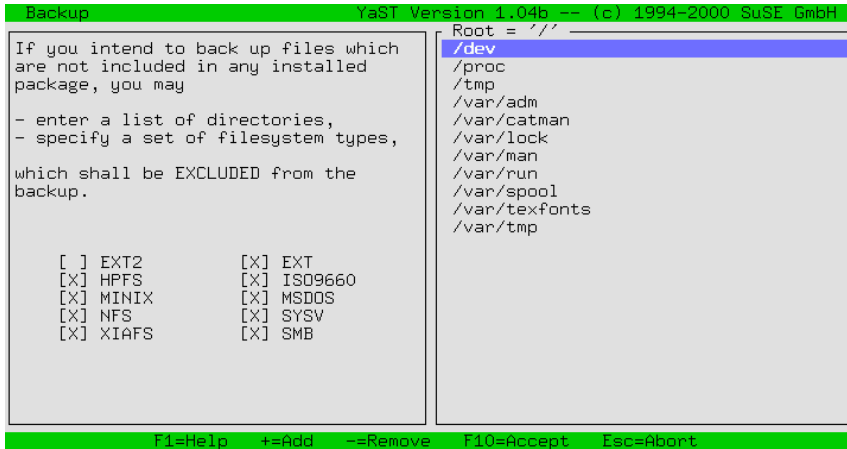 Backup YaST Version 1.04b -- (c) 1994-2000 SuSE GmbH
If you intend to back up files which
are not included in any installed
package, you may
- enter a list of directories,
- specify a set of filesystem types,
which shall be EXCLUDED from the
backup.
[ ] EXT2 [X] EXT
[X] HPFS [X] ISO9660
[X] MINIX [X] MSDOS
[X] NFS [X] SYSV
[X] XIAFS [X] SMB
Root = '/'
/dev
/proc
/tmp
/var/adm
/var/catman
/var/lock
/var/man
/var/run
/var/spool
/var/texfonts
/var/tmp
F1=Help +=Add -=Remove F10=Accept Esc=Abort